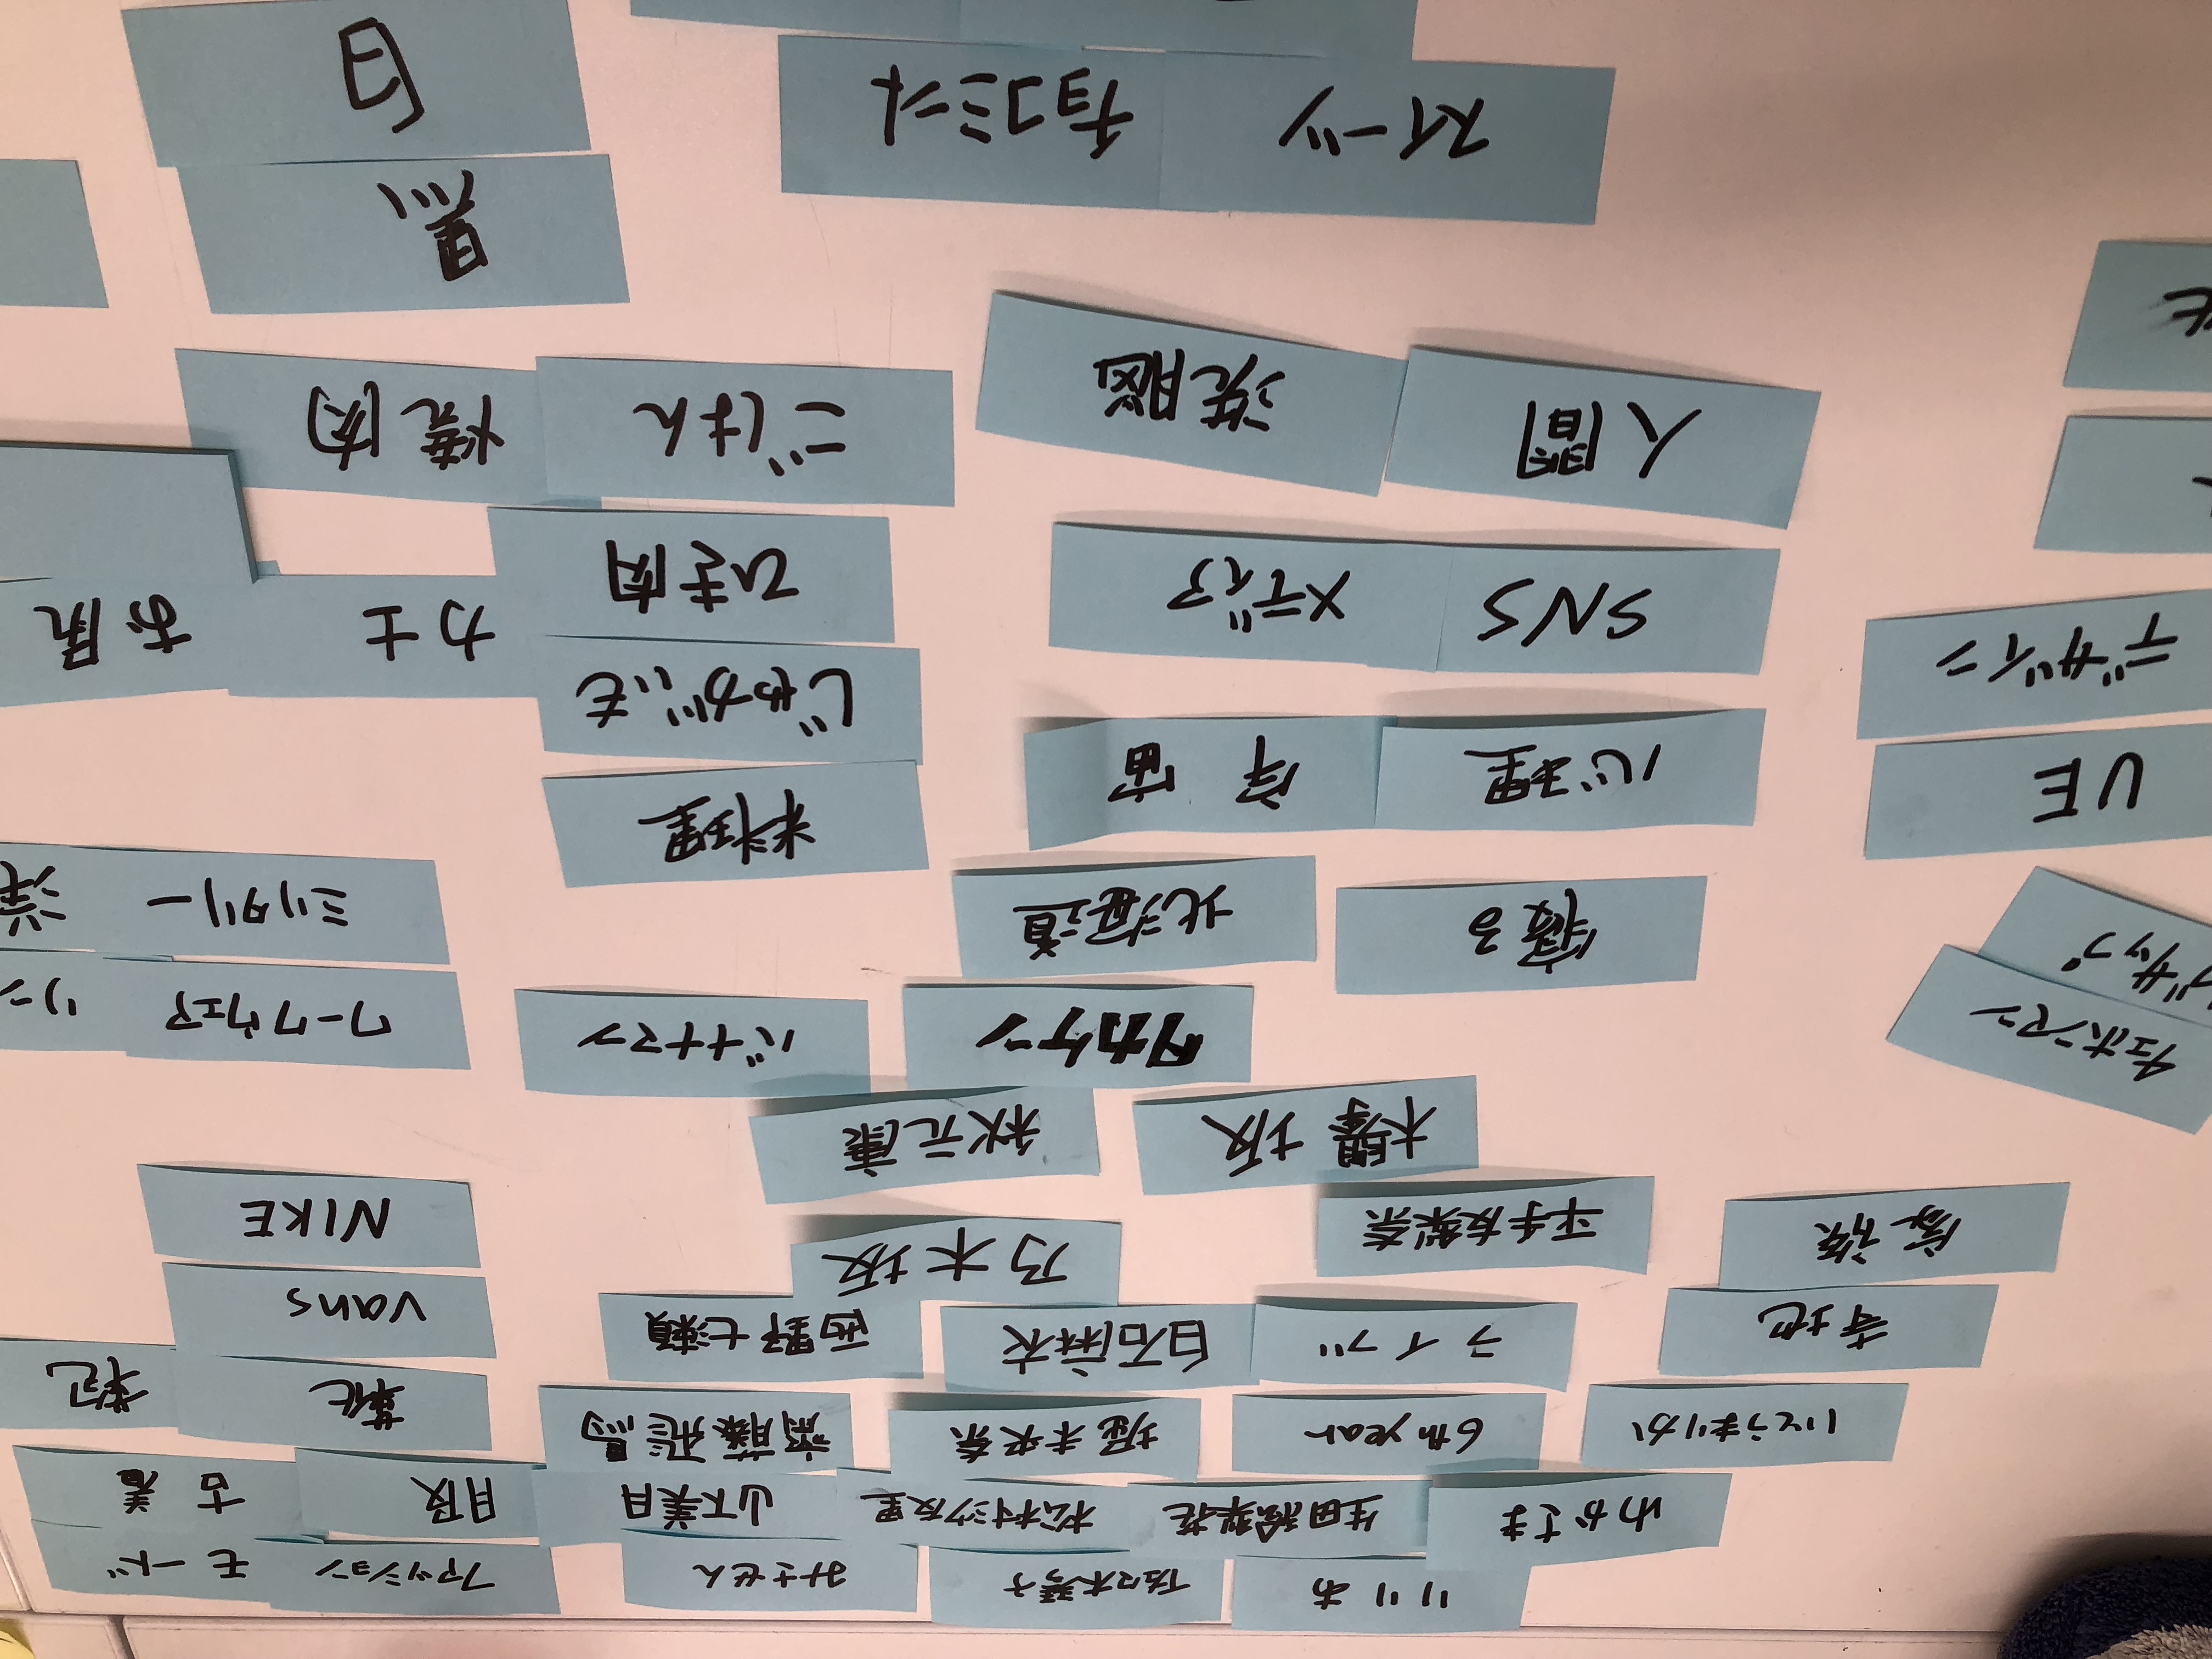 りりあ
佐々木琴子
みさせん
ファッション
モード
わかさま
生田絵梨花
松村沙友里
山下美月
服
古着
いとうまりか
6th year
堀未央奈
齋藤飛鳥
靴
鞄
寺地
ライブ
白石麻衣
西野七瀬
vans
家族
平手友梨奈
乃木坂
NIKE
欅坂
秋元康
チェホンマン
タカケン
バナナマン
ワークウェア
リン
ブサップ
寝る
北海道
ミリタリー
洋
UE
心理
宇宙
料理
デザイン
SNS
メディア
じゃがいも
力士
お尻
ひき肉
人間
洗脳
ごはん
焼肉
黒
スイーツ
チョコミント
白